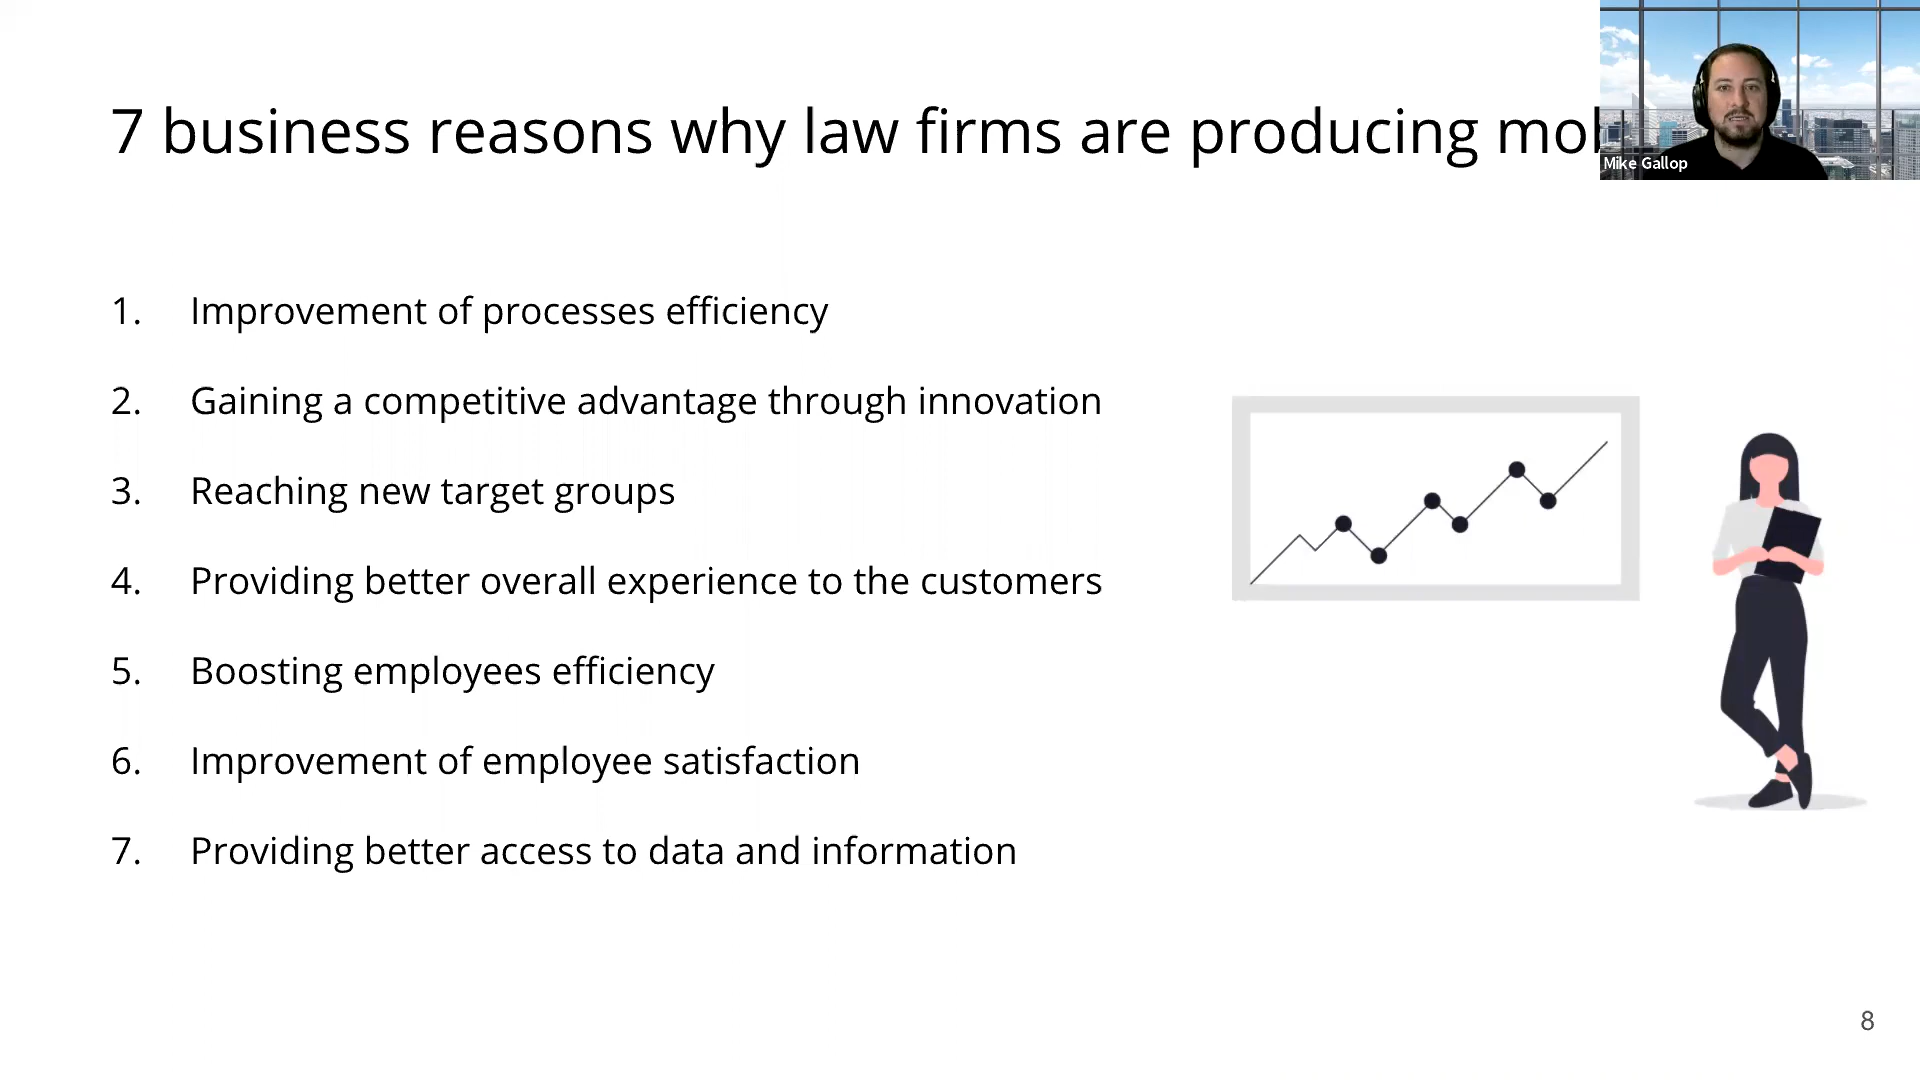 7 business reasons why law firms are producing
Mike Gallop
1. Improvement of processes efficiency
2. Gaining a competitive advantage through innovation
3. Reaching new target groups
4. Providing better overall experience to the customers
5. Boosting employees efficiency
6. Improvement of employee satisfaction
7. Providing better access to data and information
8